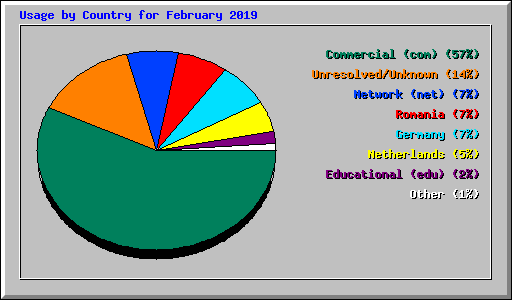 Usage by Country for February 2019
Commercial (com) (57%)
Unresolved/Unknown (14%)
Network (net) (7%)
Romania (7%)
Germany (7%)
Netherlands (5%)
Educational (edu) (2%)
Other (1%)